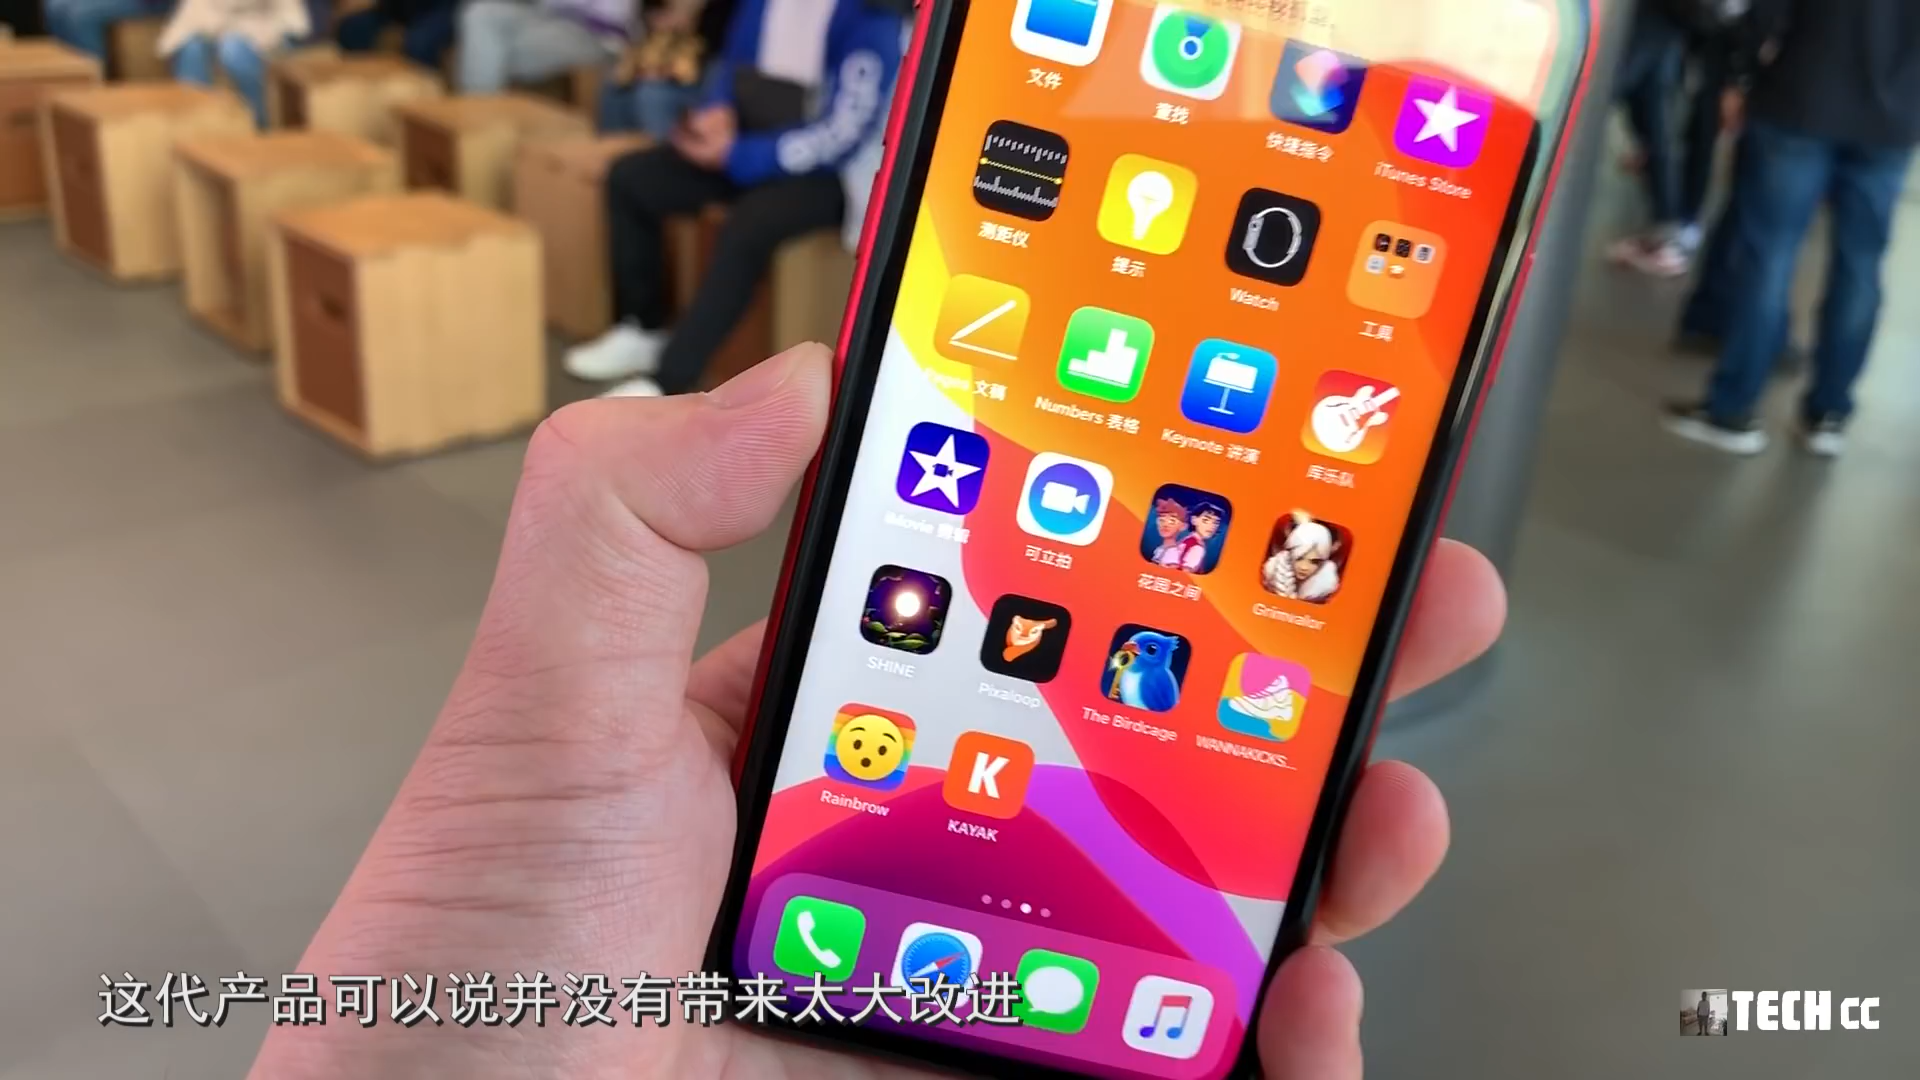 文件
查找
快捷指令
iTunes Store
测距仪
提示
Watch
工具
Pages 文稿
Numbers 表格
Keynote 讲演
库乐队
iMovie 剪辑
可立拍
花园之间
Grimvalor
SHINE
Pixaloop
The Birdcage
WANNAKICKS...
Rainbrow
K
KAYAK
这代产品可以说并没有带来太大改进
TECH cc